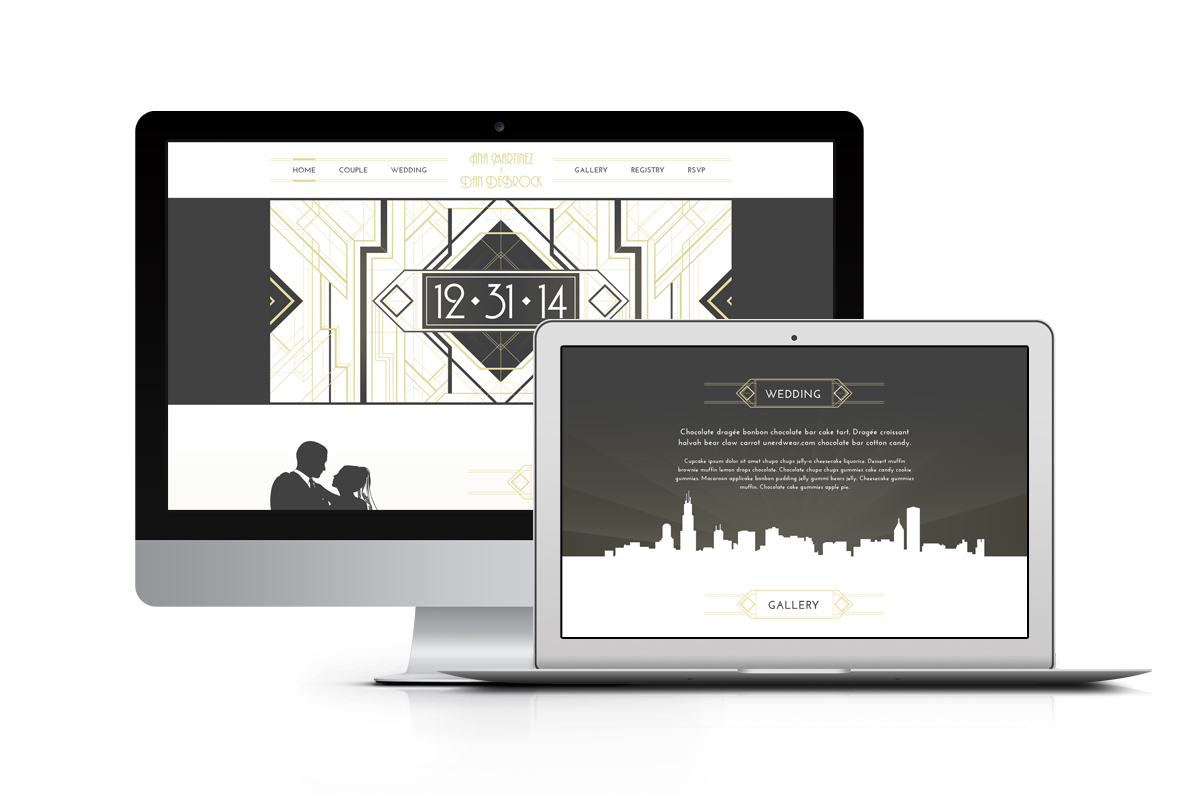 HOME COUPLE WEDDING
ANA MARTINEZ
&
DAN DEBROCK
GALLERY REGISTRY RSVP
12 • 31 • 14
WEDDING
Chocolate dragée bonbon chocolate bar cake tart. Dragée croissant
halvah bear claw carrot unerdwear.com chocolate bar cotton candy.
Cupcake ipsum dolor sit amet chupa chups jelly-o cheesecake liquorice. Dessert muffin
brownie muffin lemon drops chocolate. Chocolate chupa chups gummies cake candy cookie
gummies. Macaroon applicake bonbon pudding jelly gummi bears jelly. Cheesecake gummies
muffin. Chocolate cake gummies apple pie.
GALLERY